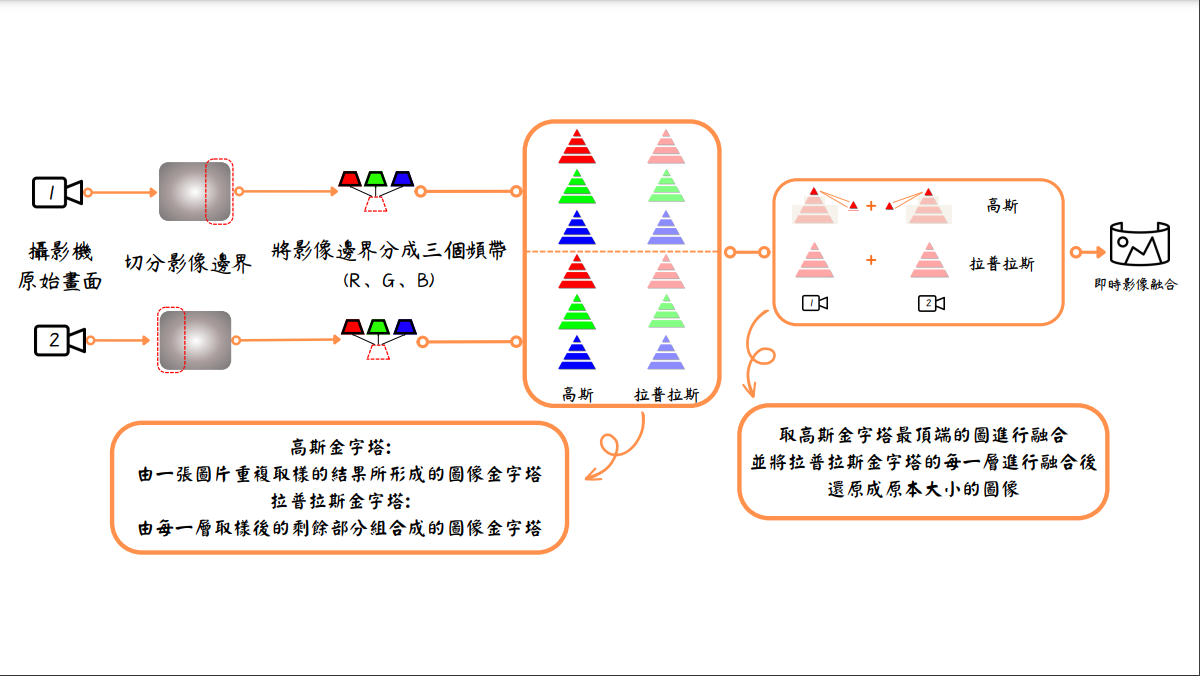 1
攝影機
原始畫面
2
切分影像邊界
將影像邊界分成三個頻帶
(R、G、B)
高斯
拉普拉斯
+
高斯
+
拉普拉斯
1
2
即時影像融合
高斯金字塔:
由一張圖片重複取樣的結果所形成的圖像金字塔
拉普拉斯金字塔:
由每一層取樣後的剩餘部分組合成的圖像金字塔
取高斯金字塔最頂端的圖進行融合
並將拉普拉斯金字塔的每一層進行融合後
還原成原本大小的圖像